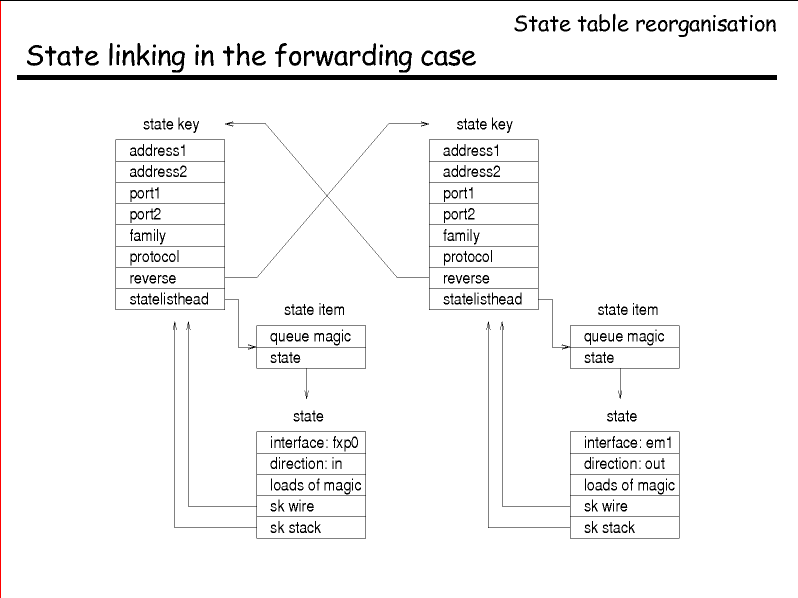 State table reorganisation
State linking in the forwarding case
state key
address1
address2
port1
port2
family
protocol
reverse
statelisthead
state item
queue magic
state
state
interface: fxp0
direction: in
loads of magic
sk wire
sk stack
state key
address1
address2
port1
port2
family
protocol
reverse
statelisthead
state item
queue magic
state
state
interface: em1
direction: out
loads of magic
sk wire
sk stack